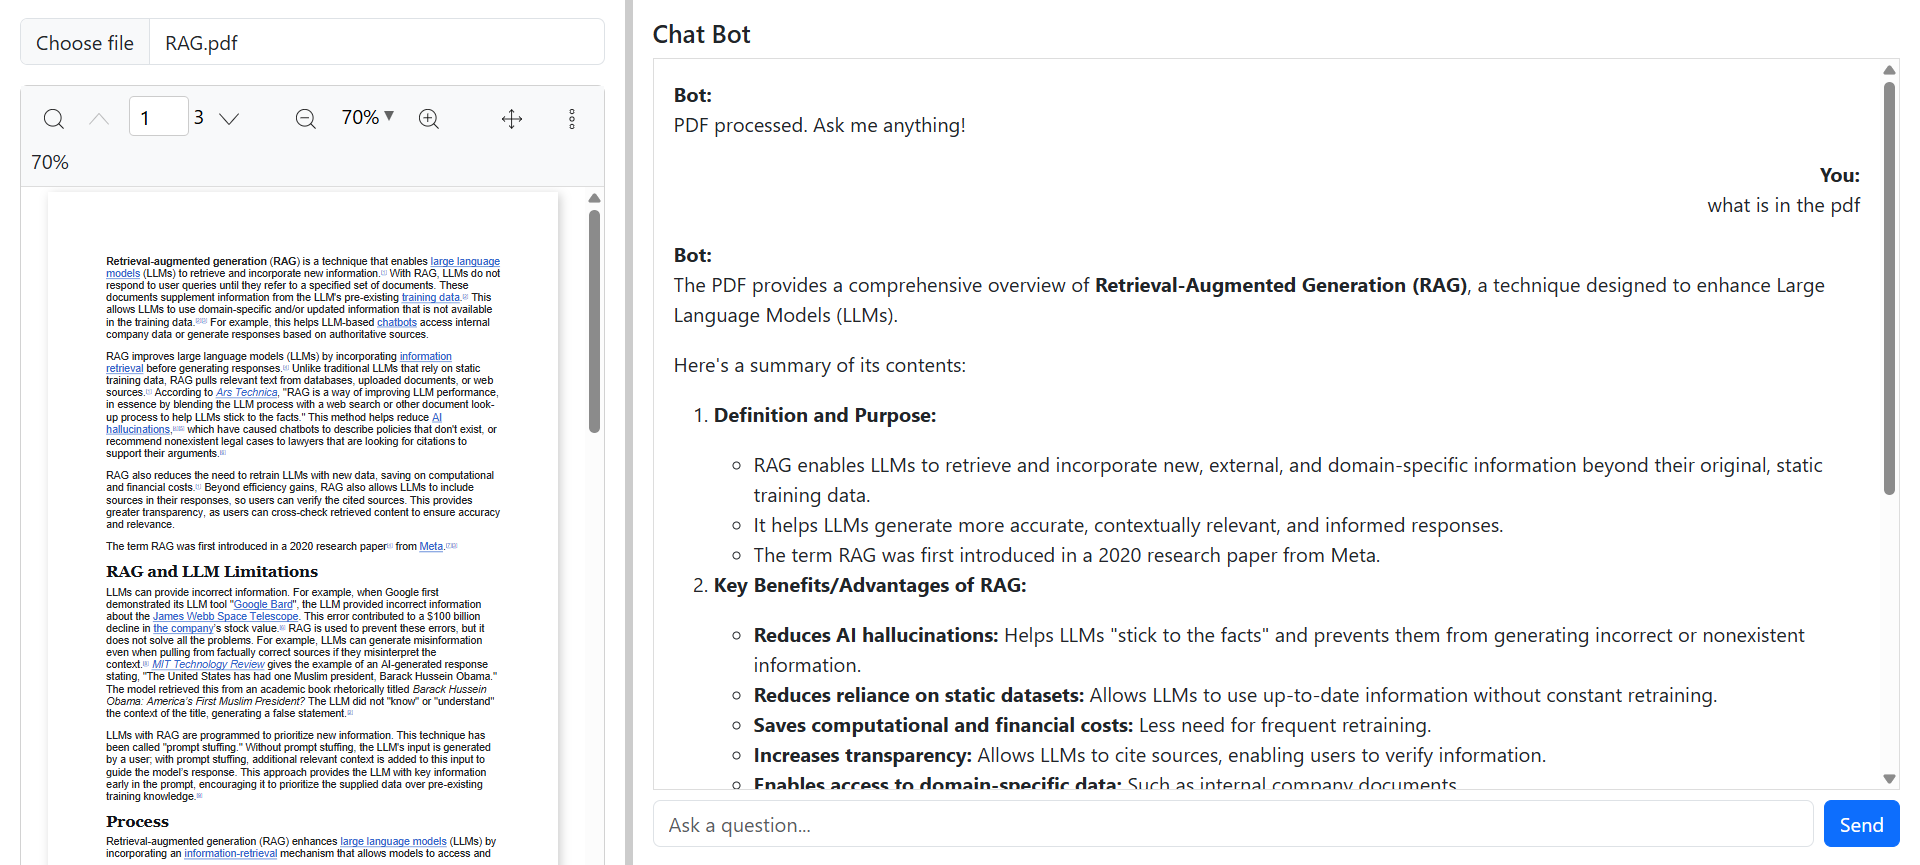 Choose file RAG.pdf
1 3 70%
70%
Retrieval-augmented generation (RAG) is a technique that enables large language
models (LLMs) to retrieve and incorporate new information. With RAG, LLMs do not
respond to user queries until they refer to a specified set of documents. These
documents supplement information from the LLM's pre-existing training data. This
allows LLMs to use domain-specific and/or updated information that is not available
in the training data. For example, this helps LLM-based chatbots access internal
company data or generate responses based on authoritative sources.
RAG improves large language models (LLMs) by incorporating information
retrieval before generating responses. Unlike traditional LLMs that rely on static
training data, RAG pulls relevant text from databases, uploaded documents, or web
sources. According to Ars Technica, "RAG is a way of improving LLM performance,
in essence by blending the LLM process with a web search or other document look-
up process to help LLMs stick to the facts." This method helps reduce AI
hallucinations, which have caused chatbots to describe policies that don't exist, or
recommend nonexistent legal cases to lawyers that are looking for citations to
support their arguments.
RAG also reduces the need to retrain LLMs with new data, saving on computational
and financial costs. Beyond efficiency gains, RAG also allows LLMs to include
sources in their responses, so users can verify the cited sources. This provides
greater transparency, as users can cross-check retrieved content to ensure accuracy
and relevance.
The term RAG was first introduced in a 2020 research paper from Meta.
RAG and LLM Limitations
LLMs can provide incorrect information. For example, when Google first
demonstrated its LLM tool "Google Bard", the LLM provided incorrect information
about the James Webb Space Telescope. This error contributed to a $100 billion
decline in the company's stock value. RAG is used to prevent these errors, but it
does not solve all the problems. For example, LLMs can generate misinformation
even when pulling from factually correct sources if they misinterpret the
context. MIT Technology Review gives the example of an AI-generated response
stating, "The United States has had one Muslim president, Barack Hussein Obama."
The model retrieved this from an academic book rhetorically titled Barack Hussein
Obama: America's First Muslim President? The LLM did not "know" or "understand"
the context of the title, generating a false statement.
LLMs with RAG are programmed to prioritize new information. This technique has
been called "prompt stuffing." Without prompt stuffing, the LLM's input is generated
by a user; with prompt stuffing, additional relevant context is added to this input to
guide the model's response. This approach provides the LLM with key information
early in the prompt, encouraging it to prioritize the supplied data over pre-existing
training knowledge.
Process
Retrieval-augmented generation (RAG) enhances large language models (LLMs) by
incorporating an information-retrieval mechanism that allows models to access and
Chat Bot
Bot:
PDF processed. Ask me anything!
You:
what is in the pdf
Bot:
The PDF provides a comprehensive overview of Retrieval-Augmented Generation (RAG), a technique designed to enhance Large
Language Models (LLMs).
Here's a summary of its contents:
1. Definition and Purpose:
RAG enables LLMs to retrieve and incorporate new, external, and domain-specific information beyond their original, static
training data.
It helps LLMs generate more accurate, contextually relevant, and informed responses.
The term RAG was first introduced in a 2020 research paper from Meta.
2. Key Benefits/Advantages of RAG:
Reduces AI hallucinations: Helps LLMs "stick to the facts" and prevents them from generating incorrect or nonexistent
information.
Reduces reliance on static datasets: Allows LLMs to use up-to-date information without constant retraining.
Saves computational and financial costs: Less need for frequent retraining.
Increases transparency: Allows LLMs to cite sources, enabling users to verify information.
Enables access to domain-specific data: Such as internal company documents
Ask a question...
Send